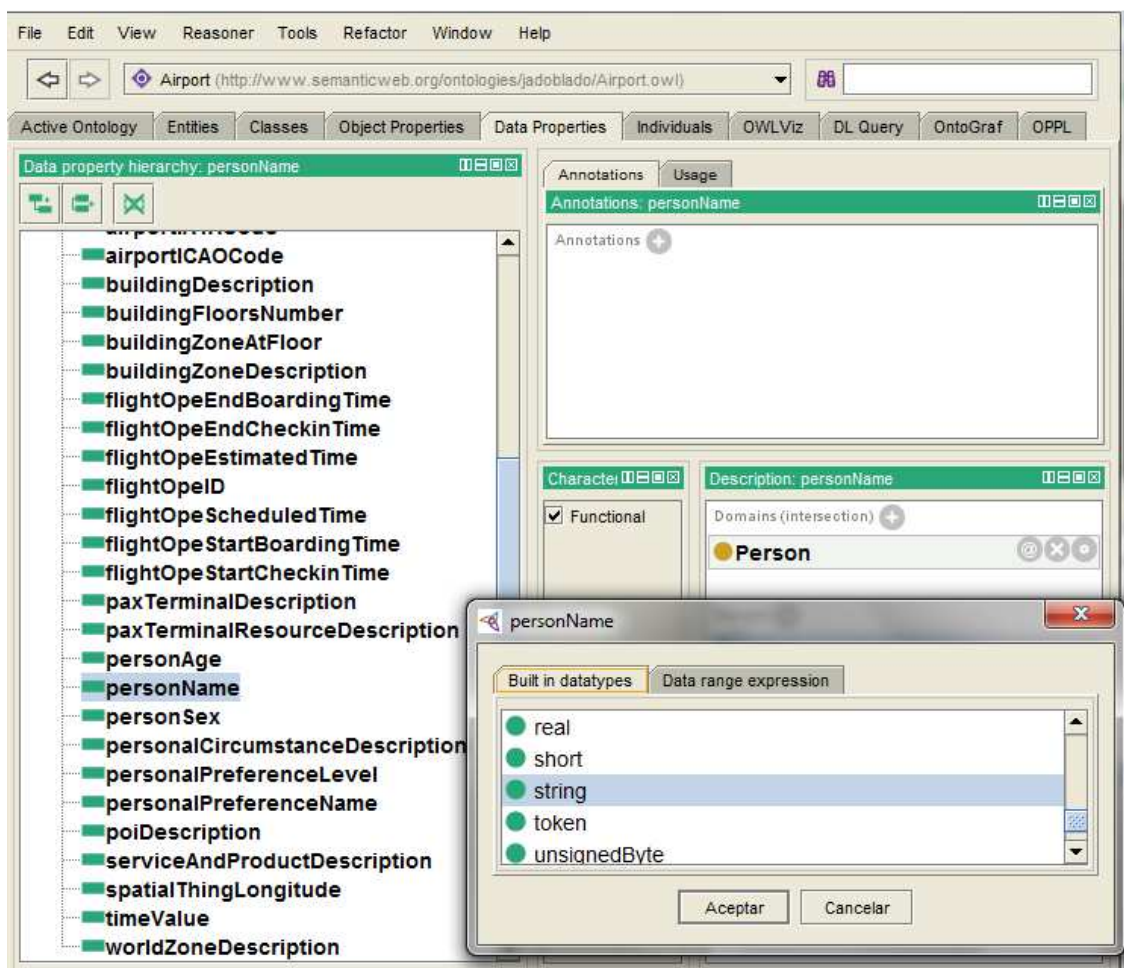 File Edit View Reasoner Tools Refactor Window Help
Airport (http://www.semanticweb.org/ontologies/jadoblado/Airport.owl)
Active Ontology Entities Classes Object Properties Data Properties Individuals OWLViz DL Query OntoGraf OPPL
Data property hierarchy: personName
airportICAOCode
buildingDescription
buildingFloorsNumber
buildingZoneAtFloor
buildingZoneDescription
flightOpeEndBoardingTime
flightOpeEndCheckinTime
flightOpeEstimatedTime
flightOpeID
flightOpeScheduledTime
flightOpeStartBoardingTime
flightOpeStartCheckinTime
paxTerminalDescription
paxTerminalResourceDescription
personAge
personName
personSex
personalCircumstanceDescription
personalPreferenceLevel
personalPreferenceName
poiDescription
serviceAndProductDescription
spatialThingLongitude
timeValue
worldZoneDescription
Annotations Usage
Annotations: personName
Annotations
Functional
Description: personName
Domains (intersection)
Person
personName
Built in datatypes Data range expression
real
short
string
token
unsignedByte
Aceptar Cancelar